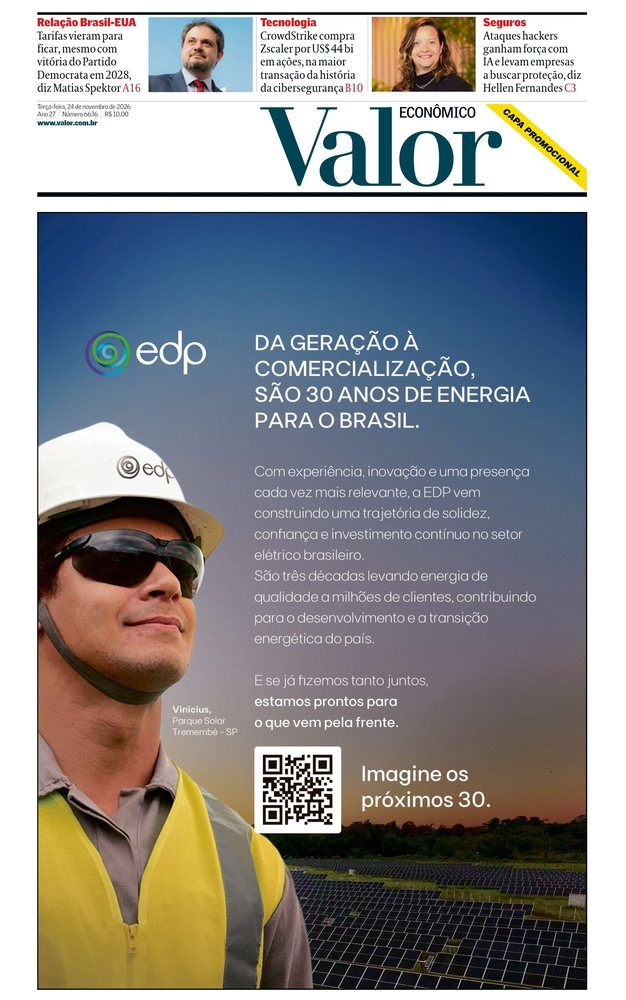 Relação Brasil-EUA
Tarifas vieram para
ficar, mesmo com
vitória do Partido
Democrata em 2028,
diz Matias Spektor A16
Tecnologia
CrowdStrike compra
Zscaler por US$ 44 bi
em ações, na maior
transação da história
da cibersegurança B10
Seguros
Ataques hackers
ganham força com
IA e levam empresas
a buscar proteção, diz
Hellen Fernandes C3
Terça-feira, 24 de novembro de 2026
Ano 27 Número 6636 R$ 10,00
www.valor.com.br
Valor ECONÔMICO
CAPA PROMOCIONAL
edp
DA GERAÇÃO À
COMERCIALIZAÇÃO,
SÃO 30 ANOS DE ENERGIA
PARA O BRASIL.
edp
Com experiência, inovação e uma presença
cada vez mais relevante, a EDP vem
construindo uma trajetória de solidez,
confiança e investimento contínuo no setor
elétrico brasileiro.
São três décadas levando energia de
qualidade a milhões de clientes, contribuindo
para o desenvolvimento e a transição
energética do país.
E se já fizemos tanto juntos,
estamos prontos para
o que vem pela frente.
Vinicius,
Parque Solar
Tremembé - SP
Imagine os
próximos 30.